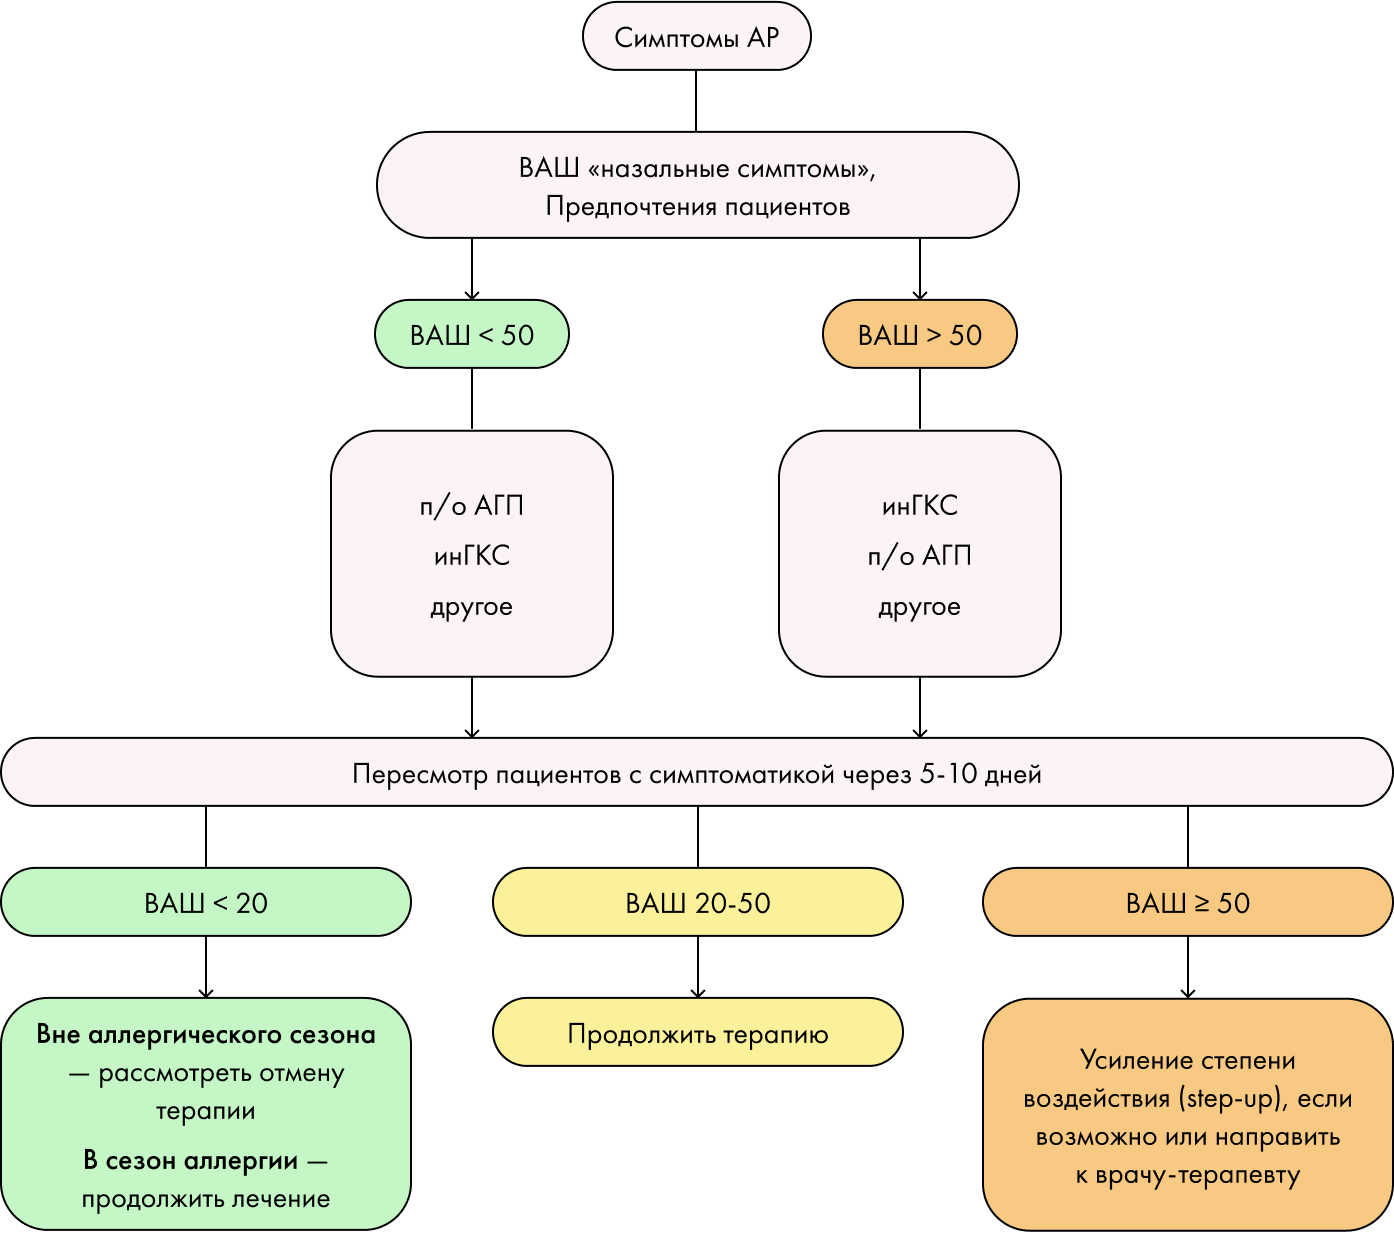 Симптомы АР
ВАШ «назальные симптомы»,
Предпочтения пациентов
ВАШ < 50
ВАШ > 50
п/о АГП
инГКС
другое
инГКС
п/о АГП
другое
Пересмотр пациентов с симптоматикой через 5-10 дней
ВАШ < 20
ВАШ 20-50
ВАШ ≥ 50
Вне аллергического сезона
— рассмотреть отмену
терапии
В сезон аллергии —
продолжить лечение
Продолжить терапию
Усиление степени
воздействия (step-up), если
возможно или направить
к врачу-терапевту